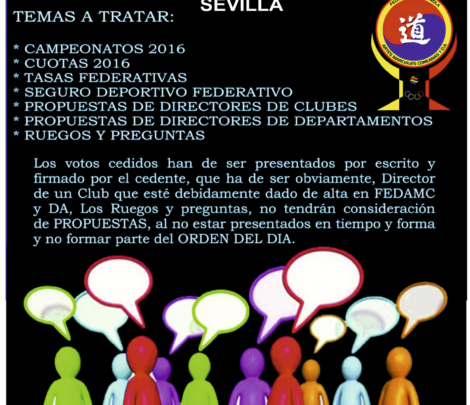 SEVILLA
TEMAS A TRATAR:
* CAMPEONATOS 2016
* CUOTAS 2016
* TASAS FEDERATIVAS
* SEGURO DEPORTIVO FEDERATIVO
* PROPUESTAS DE DIRECTORES DE CLUBES
* PROPUESTAS DE DIRECTORES DE DEPARTAMENTOS
* RUEGOS Y PREGUNTAS
Los votos cedidos han de ser presentados por escrito y
firmado por el cedente, que ha de ser obviamente, Director
de un Club que esté debidamente dado de alta en FEDAMC
y DA, Los Ruegos y preguntas, no tendrán consideración
de PROPUESTAS, al no estar presentados en tiempo y forma
y no formar parte del ORDEN DEL DIA.
道